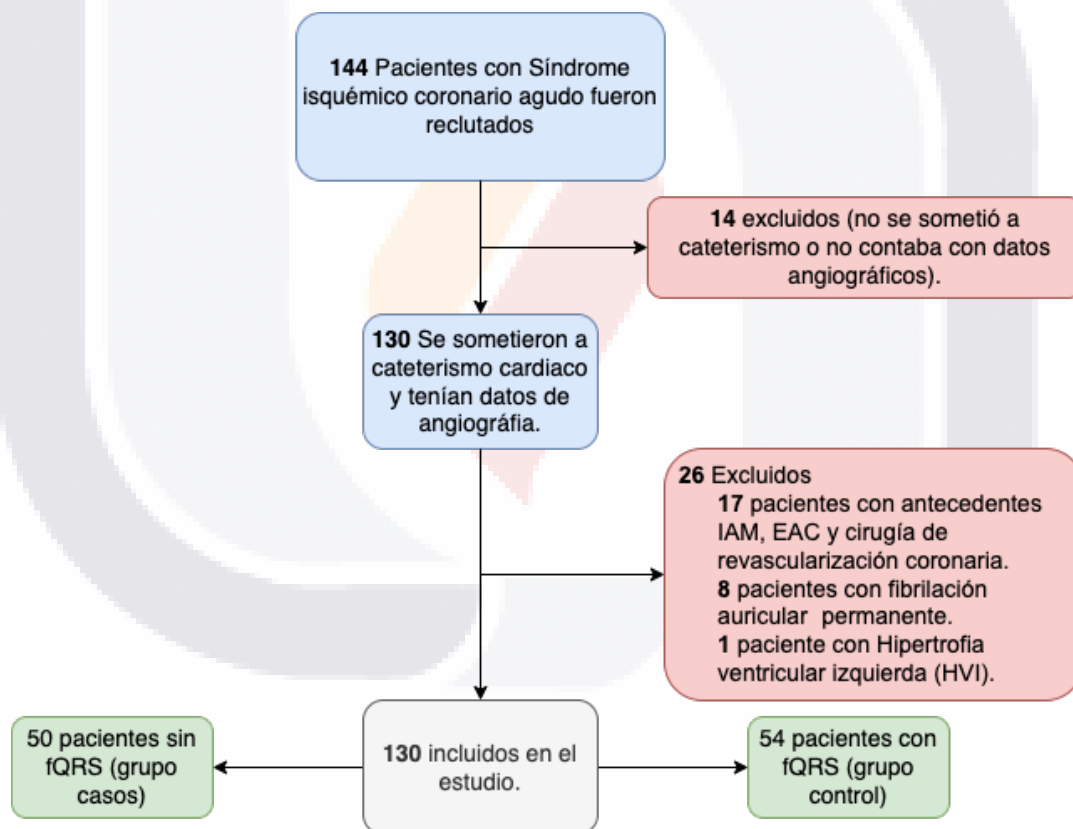 144 Pacientes con Síndrome
isquémico coronario agudo fueron
reclutados
14 excluidos (no se sometió a
cateterismo o no contaba con datos
angiográficos).
130 Se sometieron a
cateterismo cardiaco
y tenían datos de
angiográfia.
26 Excluidos
17 pacientes con antecedentes
IAM, EAC y cirugía de
revascularización coronaria.
8 pacientes con fibrilación
auricular permanente.
1 paciente con Hipertrofia
ventricular izquierda (HVI).
50 pacientes sin
fQRS (grupo
casos)
130 incluidos en el
estudio.
54 pacientes con
fQRS (grupo
control)